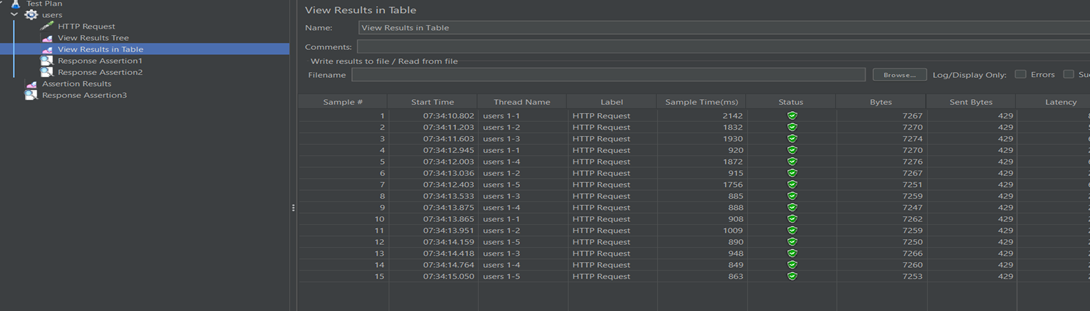 Test Plan
users
HTTP Request
View Results Tree
View Results in Table
Response Assertion1
Response Assertion2
Assertion Results
Response Assertion3
View Results in Table
Name: View Results in Table
Comments:
Write results to file / Read from file
Filename Browse... Log/Display Only: Errors Suc
Sample # Start Time Thread Name Label Sample Time(ms) Status Bytes Sent Bytes Latency
1 07:34:10.802 users 1-1 HTTP Request 2142 7267 429
2 07:34:11.203 users 1-2 HTTP Request 1832 7270 429
3 07:34:11.603 users 1-3 HTTP Request 1930 7274 429
4 07:34:12.945 users 1-1 HTTP Request 920 7270 429
5 07:34:12.003 users 1-4 HTTP Request 1872 7276 429
6 07:34:13.036 users 1-2 HTTP Request 915 7267 429
7 07:34:12.403 users 1-5 HTTP Request 1756 7251 429
8 07:34:13.533 users 1-3 HTTP Request 885 7259 429
9 07:34:13.875 users 1-4 HTTP Request 888 7247 429
10 07:34:13.865 users 1-1 HTTP Request 908 7262 429
11 07:34:13.951 users 1-2 HTTP Request 1009 7259 429
12 07:34:14.159 users 1-5 HTTP Request 890 7250 429
13 07:34:14.418 users 1-3 HTTP Request 948 7266 429
14 07:34:14.764 users 1-4 HTTP Request 849 7260 429
15 07:34:15.050 users 1-5 HTTP Request 863 7253 429